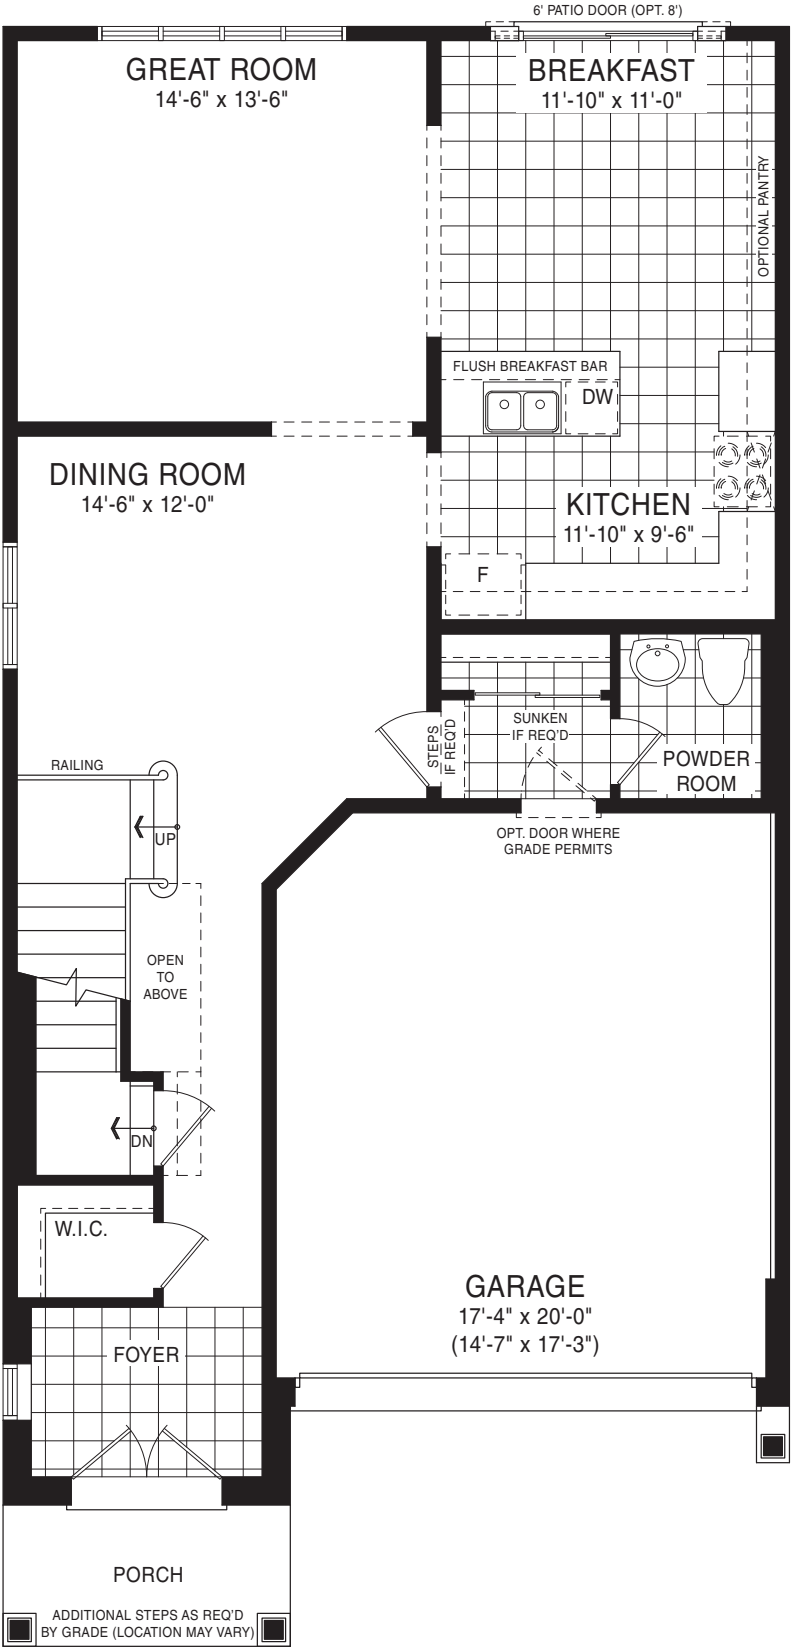 6' PATIO DOOR (OPT. 8')
GREAT ROOM
14'-6" x 13'-6"
BREAKFAST
11'-10" x 11'-0"
OPTIONAL PANTRY
FLUSH BREAKFAST BAR
DW
DINING ROOM
14'-6" x 12'-0"
KITCHEN
11'-10" x 9'-6"
F
STEPS
IF REQ'D
SUNKEN
IF REQ'D
POWDER
ROOM
RAILING
UP
OPT. DOOR WHERE
GRADE PERMITS
OPEN
TO
ABOVE
DN
W.I.C.
GARAGE
17'-4" x 20'-0"
(14'-7" x 17'-3")
FOYER
PORCH
ADDITIONAL STEPS AS REQ'D
BY GRADE (LOCATION MAY VARY)